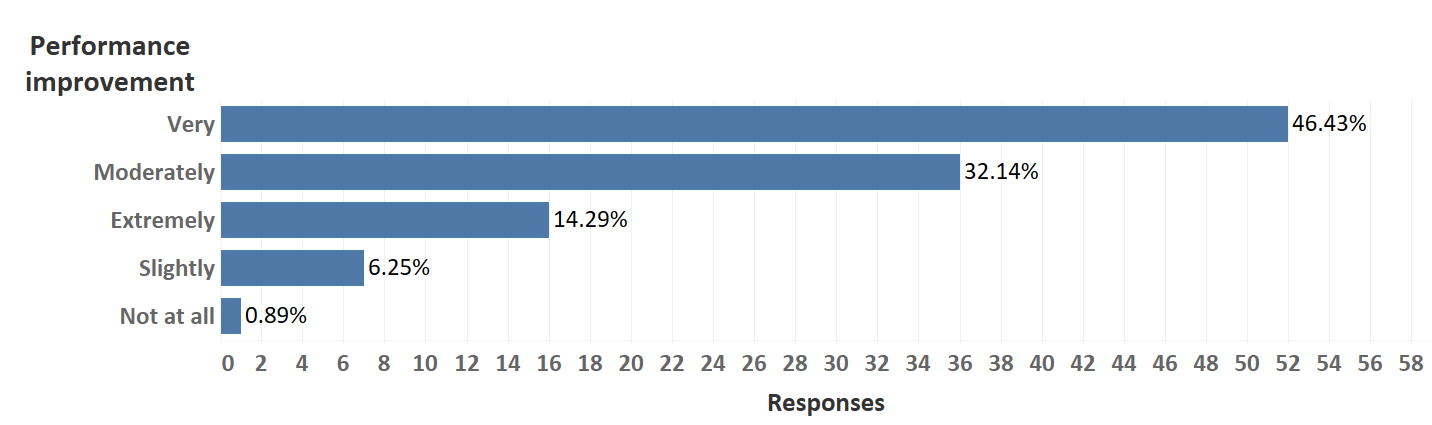 Performance
improvement
Very 46.43%
Moderately 32.14%
Extremely 14.29%
Slightly 6.25%
Not at all 0.89%
0 2 4 6 8 10 12 14 16 18 20 22 24 26 28 30 32 34 36 38 40 42 44 46 48 50 52 54 56 58
Responses